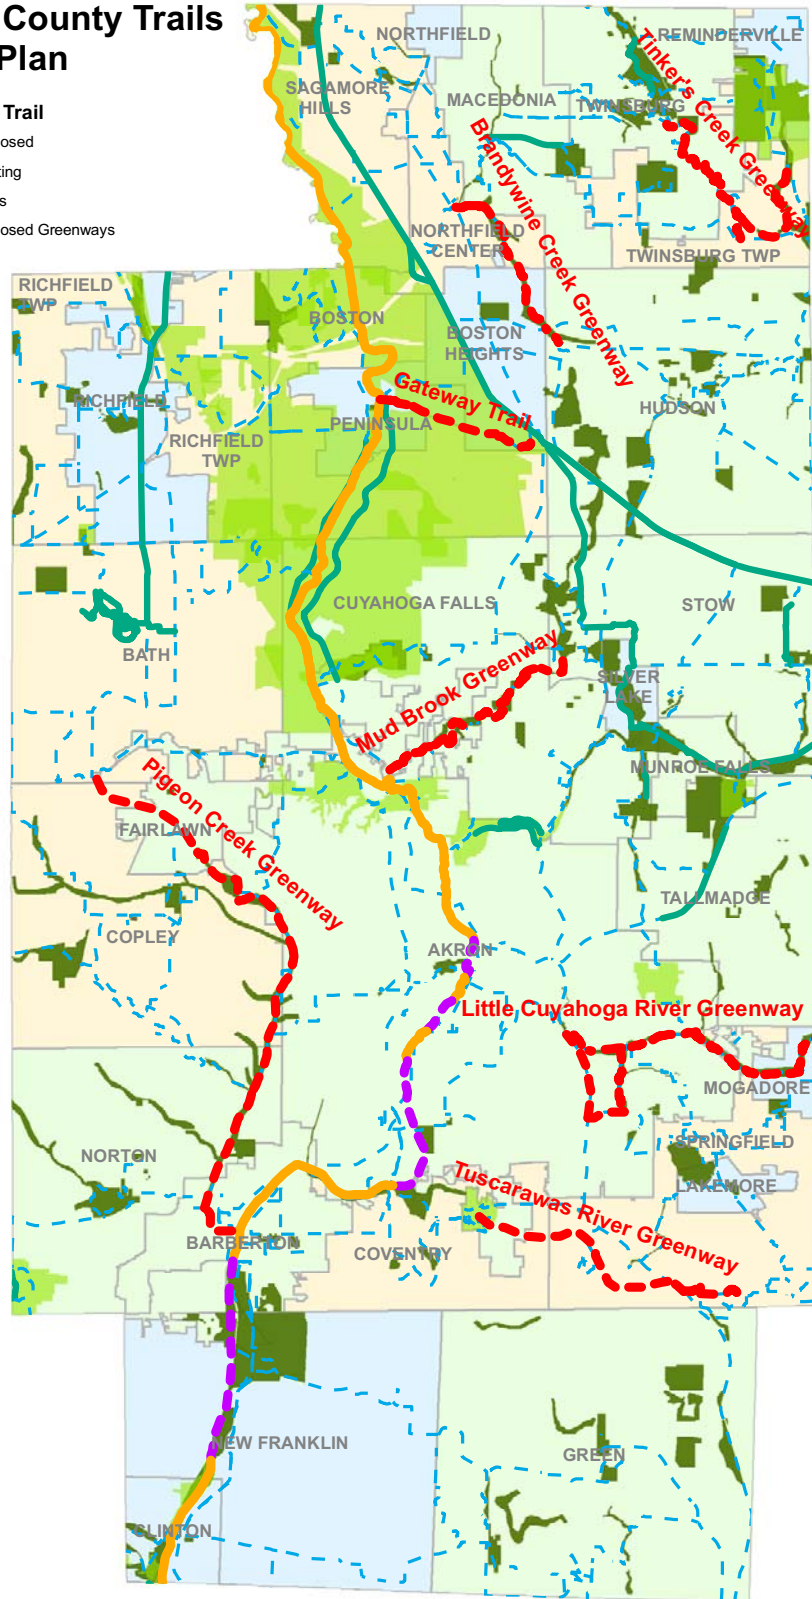 County Trails
Plan
Trail
osed
ting
s
osed Greenways
NORTHFIELD
REMINDERVILLE
SAGAMORE
HILLS
MACEDONIA
TWINSBURG
Tinker's Creek Greenway
Brandywine Creek Greenway
NORTHFIELD
CENTER
TWINSBURG TWP
RICHFIELD
TWP
BOSTON
BOSTON
HEIGHTS
Gateway Trail
RICHFIELD
HUDSON
PENINSULA
RICHFIELD
TWP
CUYAHOGA FALLS
STOW
BATH
Mud Brook Greenway
SILVER
LAKE
MUNROE FALLS
Pigeon Creek Greenway
FAIRLAWN
TALLMADGE
COPLEY
AKRON
Little Cuyahoga River Greenway
MOGADORE
SPRINGFIELD
NORTON
LAKEMORE
Tuscarawas River Greenway
BARBERTON
COVENTRY
NEW FRANKLIN
GREEN
CLINTON